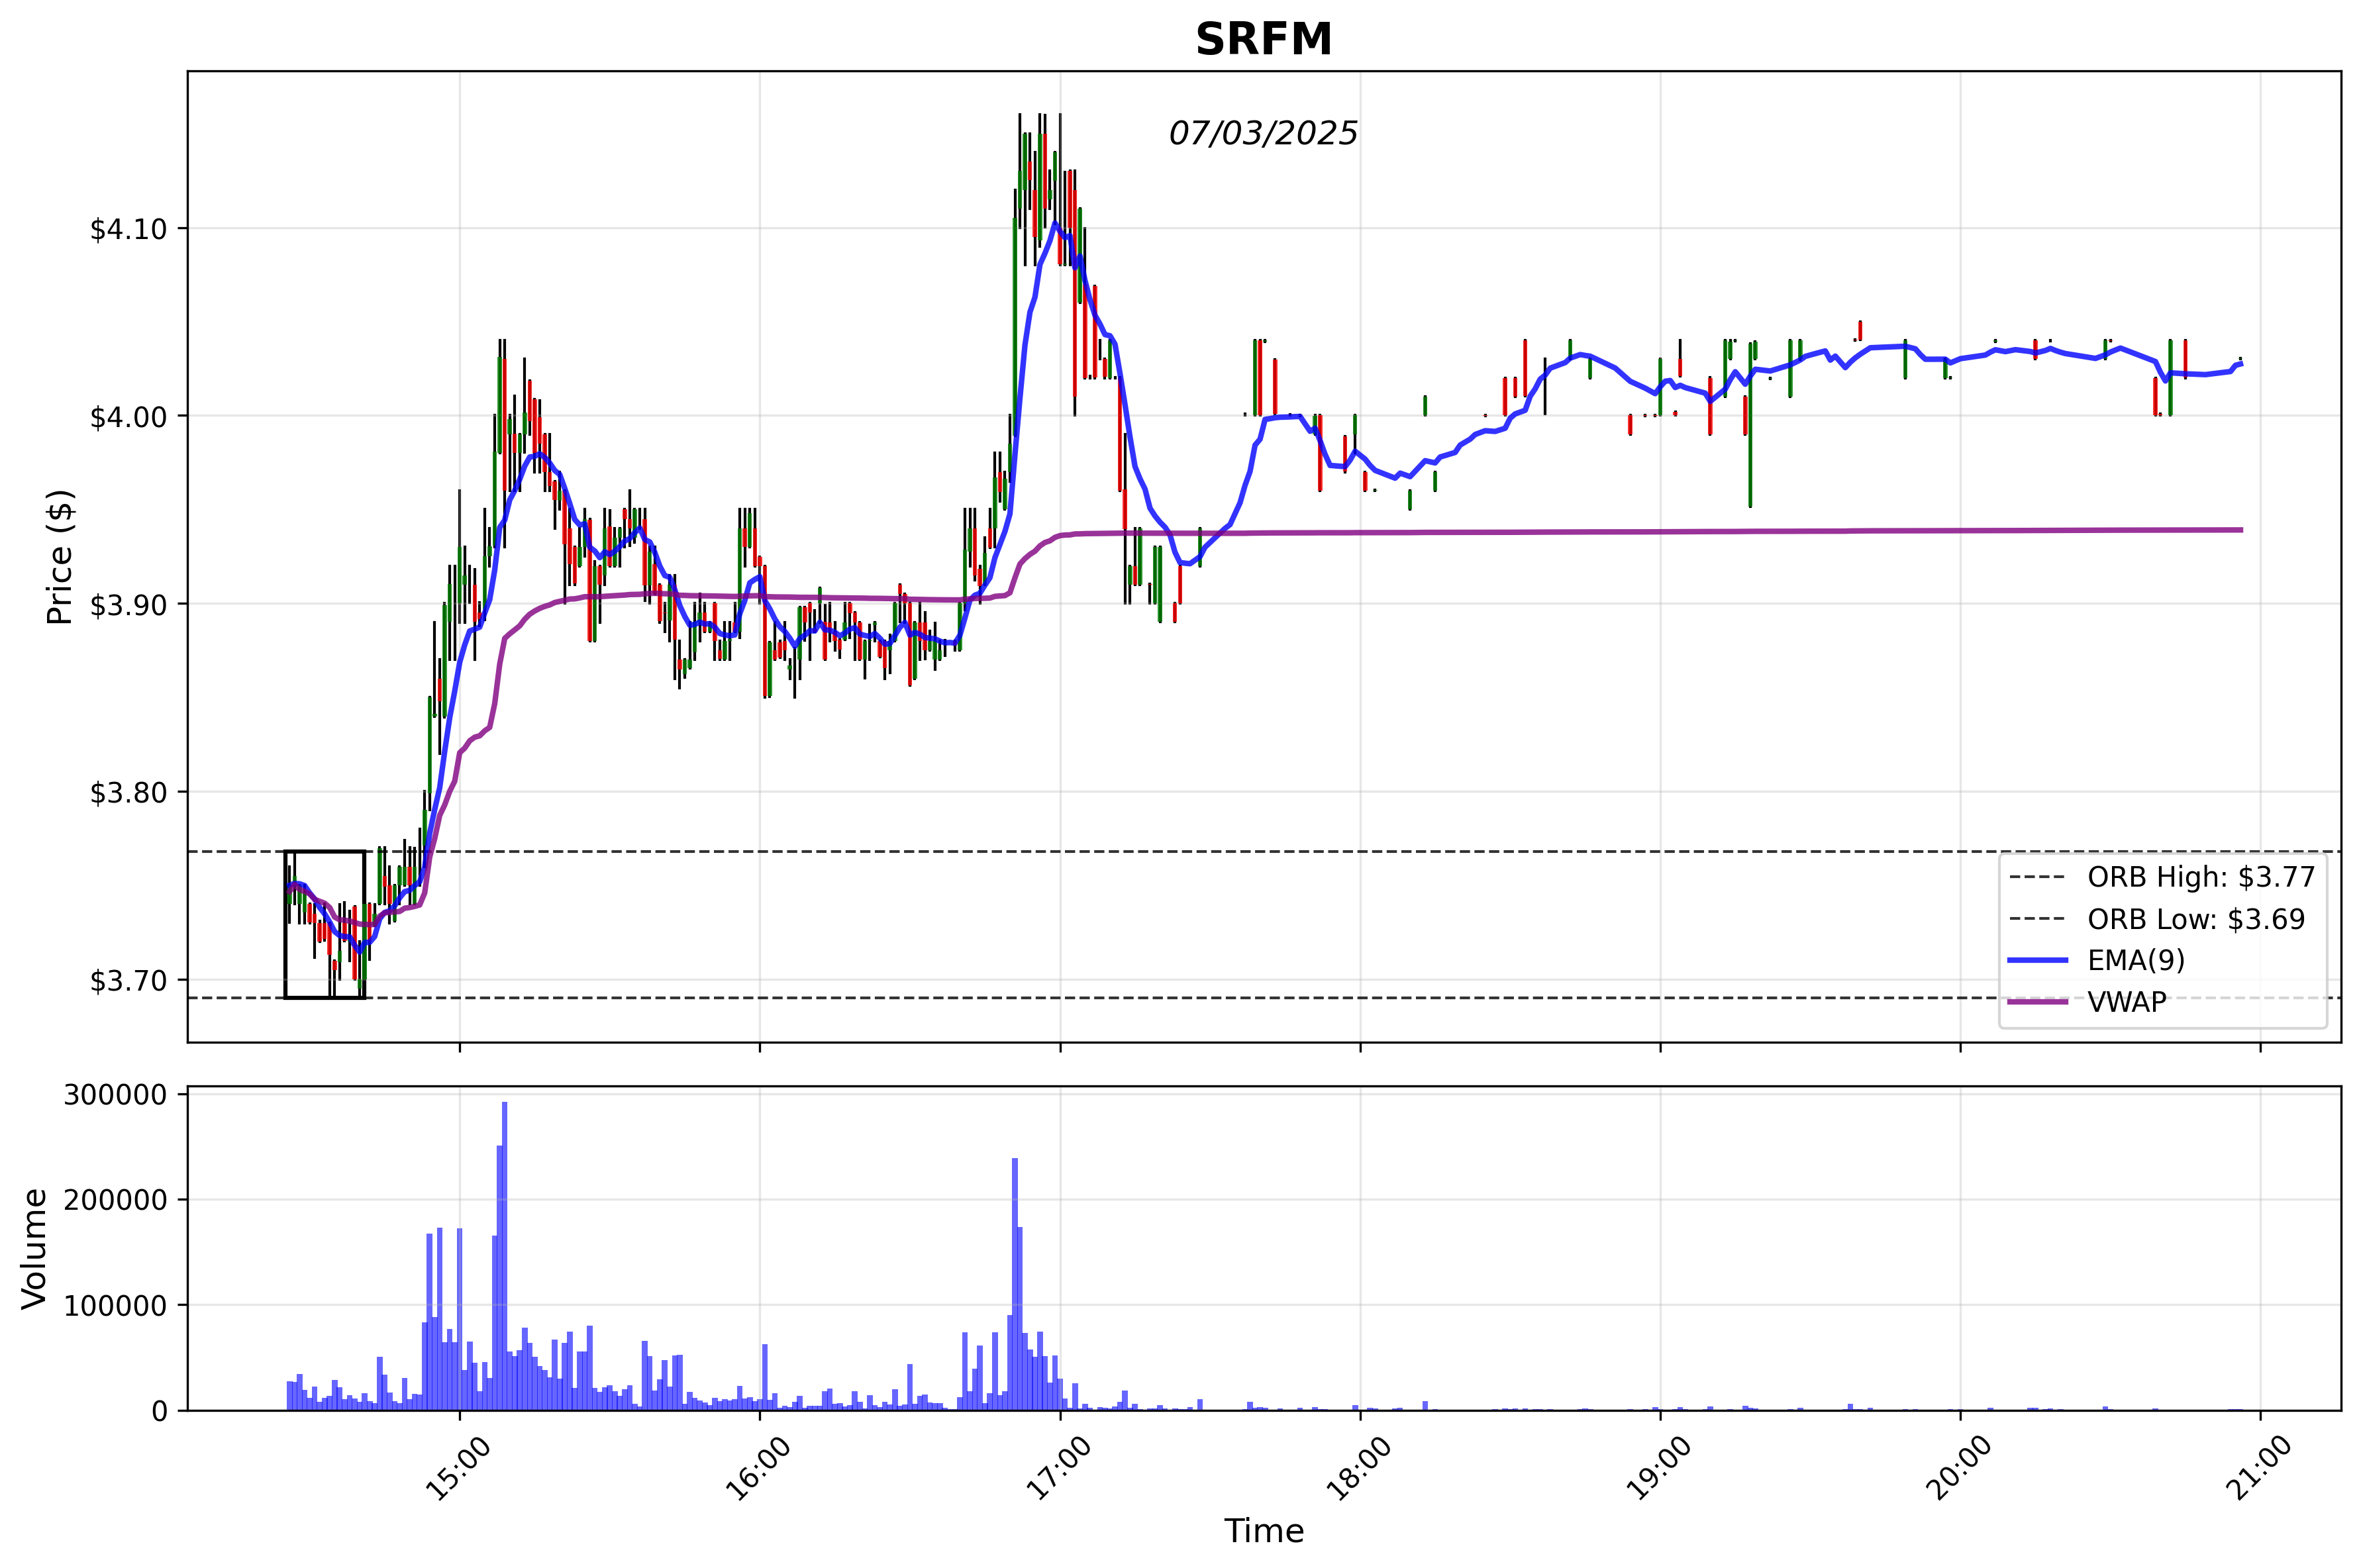 SRFM
07/03/2025
Price ($)
$4.10
$4.00
$3.90
$3.80
$3.70
ORB High: $3.77
ORB Low: $3.69
EMA(9)
VWAP
Volume
300000
200000
100000
0
15:00
16:00
17:00
18:00
19:00
20:00
21:00
Time